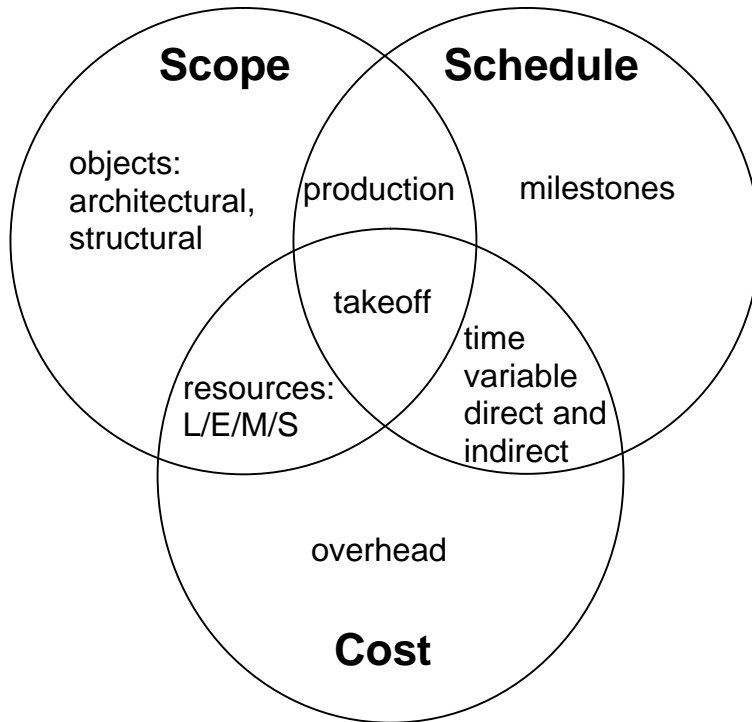 Scope
Schedule
objects:
architectural,
structural
production
milestones
takeoff
time
variable
direct and
indirect
resources:
L/E/M/S
overhead
Cost